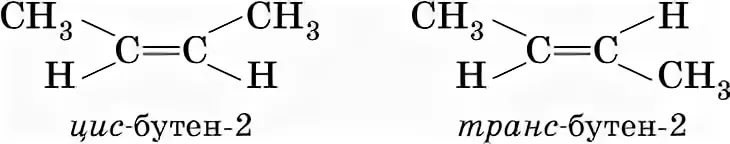 CH₃ CH₃ CH₃ H
C=C C=C
H H H CH₃
цис-бутен-2 транс-бутен-2